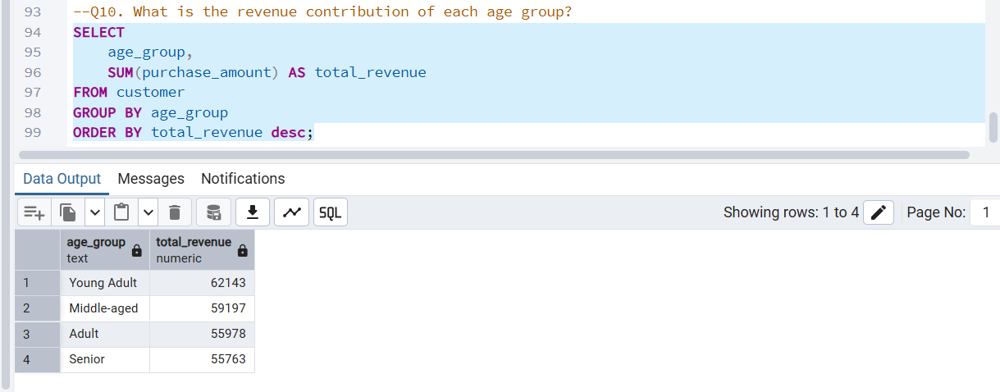 93 --Q10. What is the revenue contribution of each age group?
94 SELECT
95 age_group,
96 SUM(purchase_amount) AS total_revenue
97 FROM customer
98 GROUP BY age_group
99 ORDER BY total_revenue desc;
Data Output Messages Notifications
SQL Showing rows: 1 to 4 Page No: 1
age_group total_revenue
text numeric
1 Young Adult 62143
2 Middle-aged 59197
3 Adult 55978
4 Senior 55763